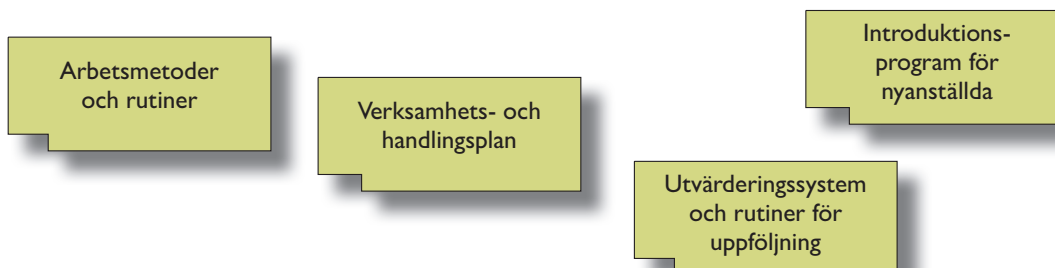 Arbetsmetoder
och rutiner
Verksamhets- och
handlingsplan
Utvärderingssystem
och rutiner för
uppföljning
Introduktions-
program för
nyanställda